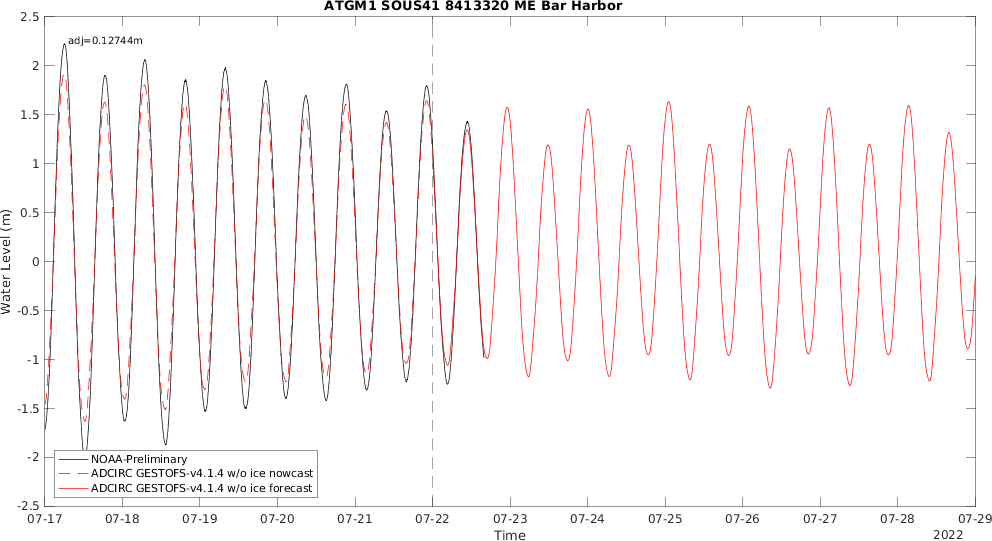 ATGM1 SOUS41 8413320 ME Bar Harbor
adj=0.12744m
2.5
2
1.5
1
0.5
0
-0.5
-1
-1.5
-2
-2.5
Water Level (m)
NOAA-Preliminary
ADCIRC GESTOFS-v4.1.4 w/o ice nowcast
ADCIRC GESTOFS-v4.1.4 w/o ice forecast
07-17 07-18 07-19 07-20 07-21 07-22 07-23 07-24 07-25 07-26 07-27 07-28 07-29
Time
2022